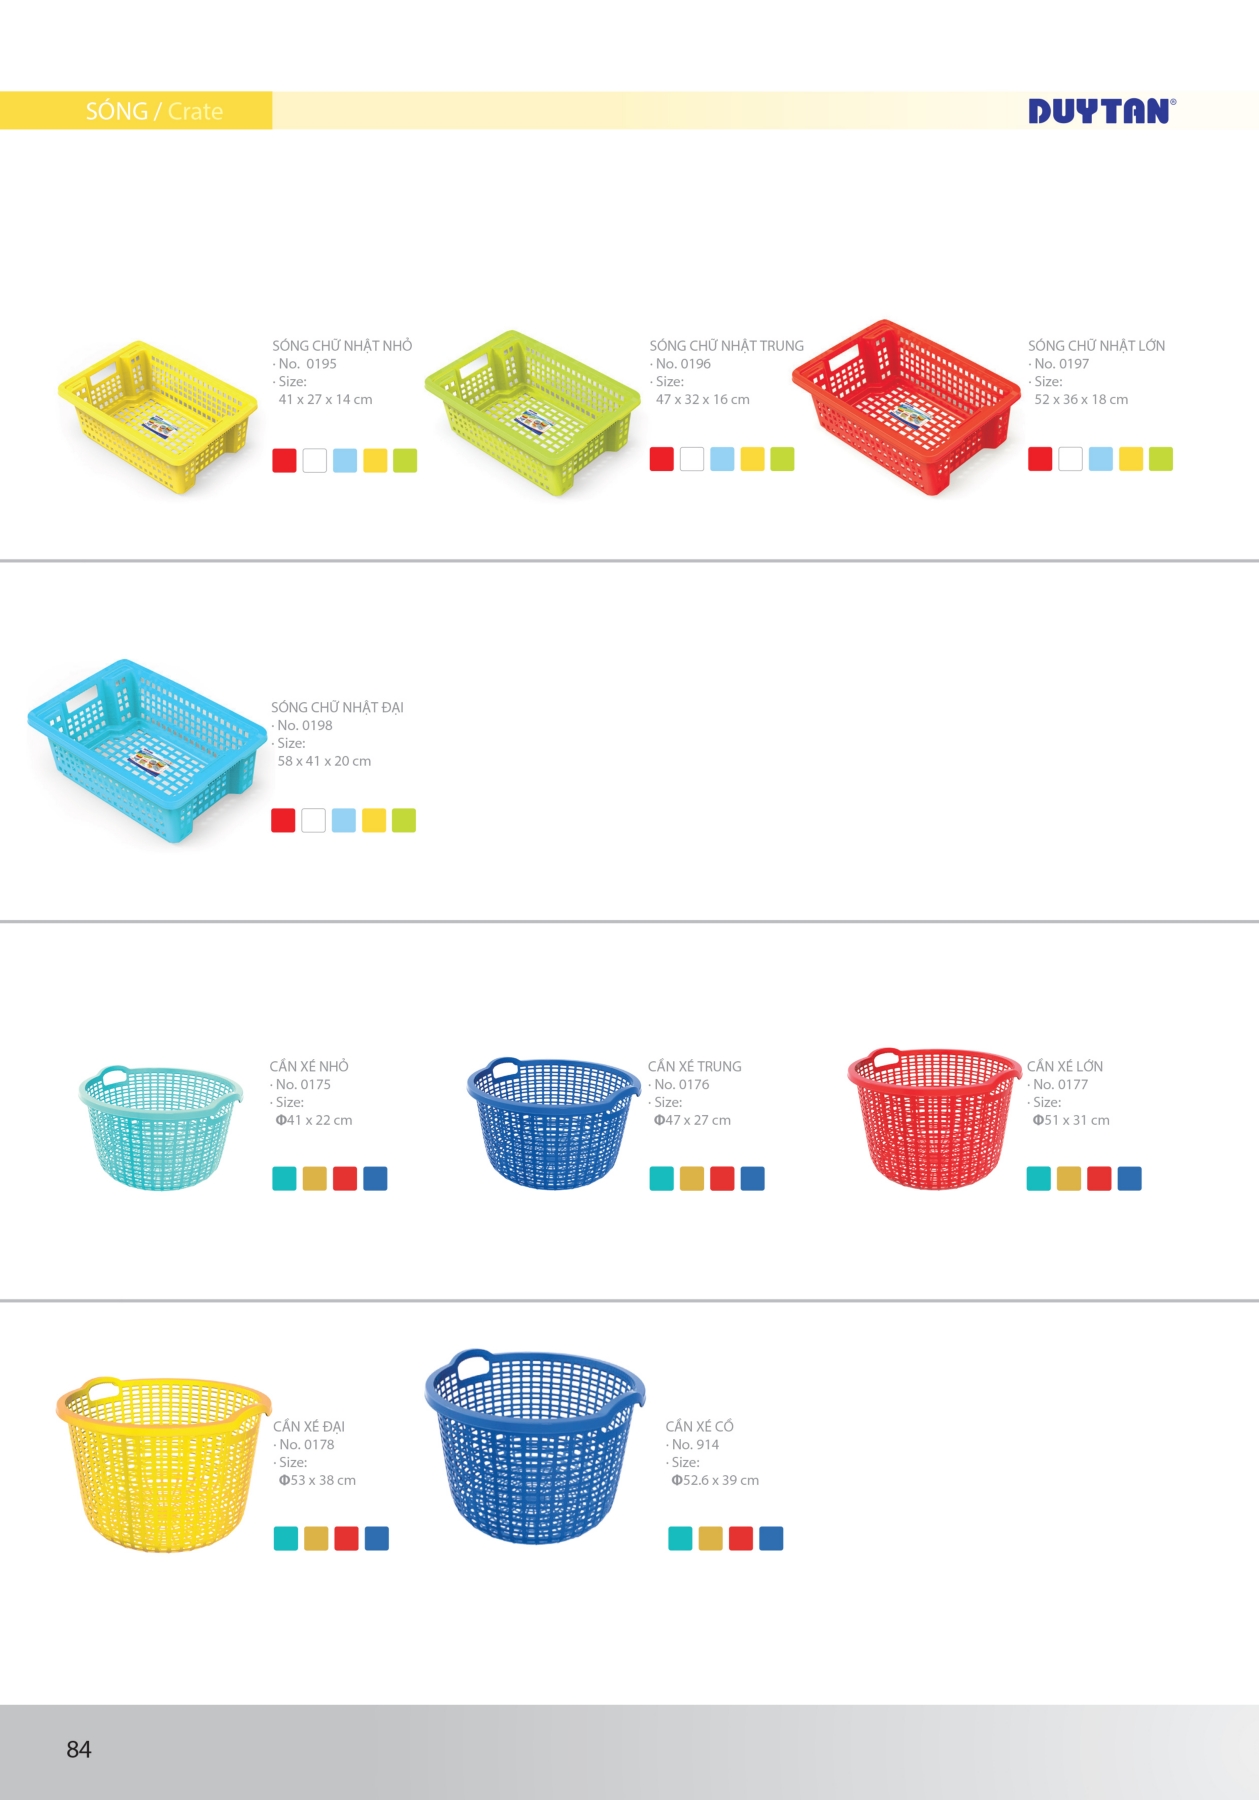 SÓNG / Crate
DUYTAN®
SÓNG CHỮ NHẬT NHỎ
· No. 0195
· Size:
41 x 27 x 14 cm
SÓNG CHỮ NHẬT TRUNG
· No. 0196
· Size:
47 x 32 x 16 cm
SÓNG CHỮ NHẬT LỚN
· No. 0197
· Size:
52 x 36 x 18 cm
SÓNG CHỮ NHẬT ĐẠI
· No. 0198
· Size:
58 x 41 x 20 cm
CẦN XÉ NHỎ
· No. 0175
· Size:
Φ41 x 22 cm
CẦN XÉ TRUNG
· No. 0176
· Size:
Φ47 x 27 cm
CẦN XÉ LỚN
· No. 0177
· Size:
Φ51 x 31 cm
CẦN XÉ ĐẠI
· No. 0178
· Size:
Φ53 x 38 cm
CẦN XÉ CỒ
· No. 914
· Size:
Φ52.6 x 39 cm
84